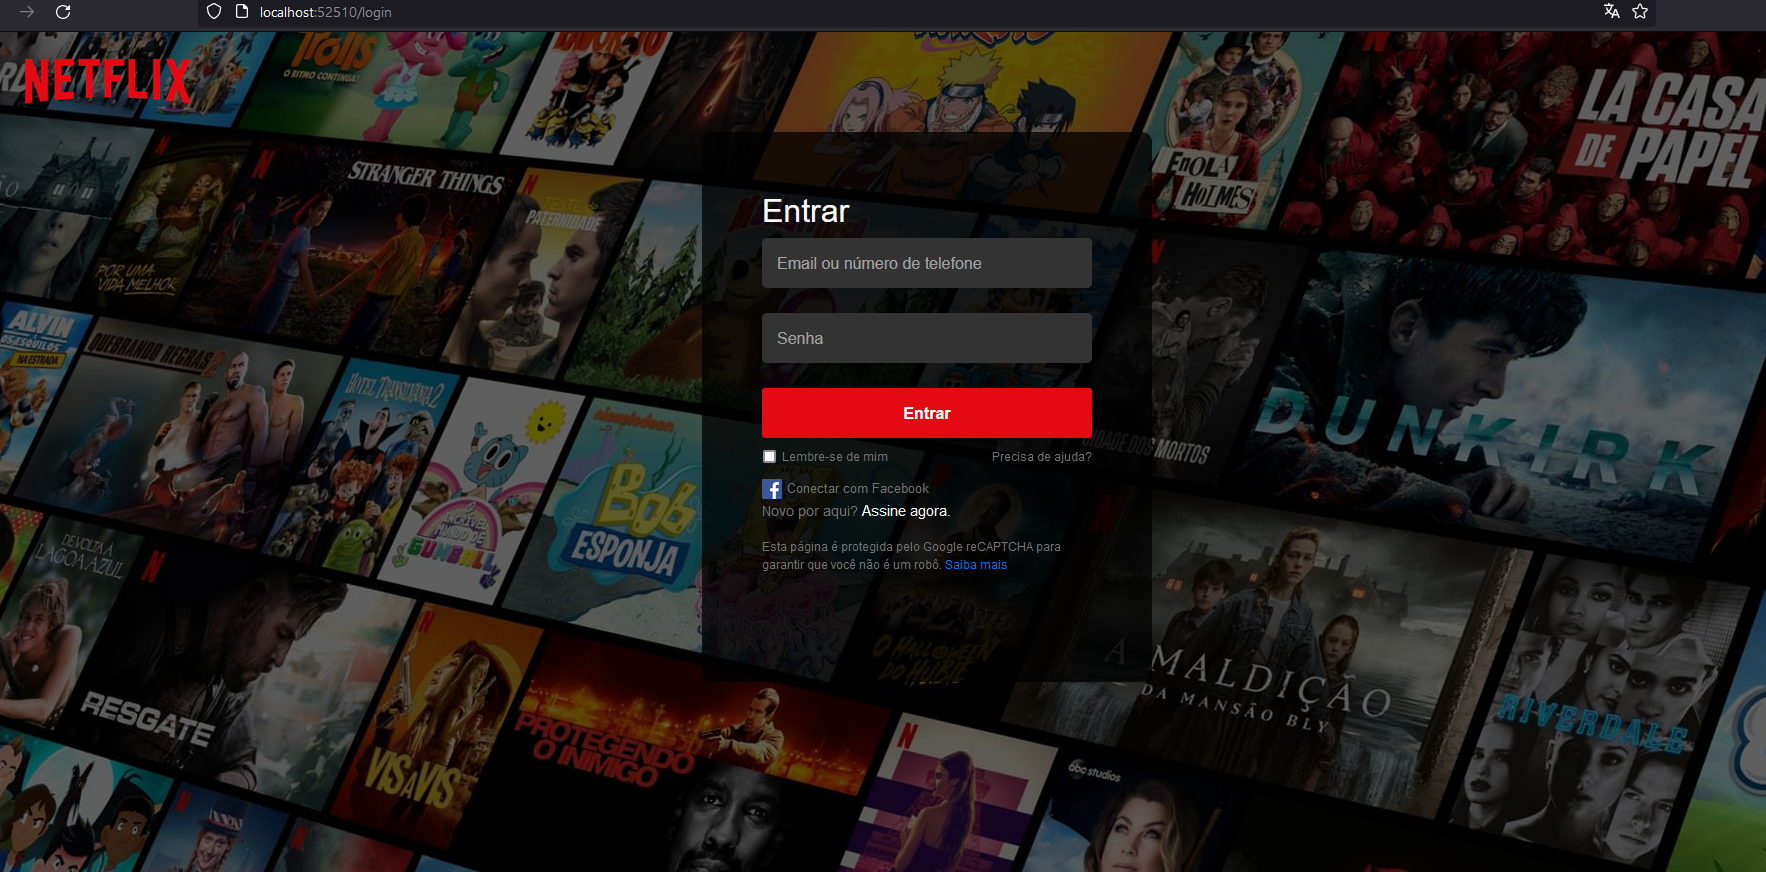 localhost:52510/login
NETFLIX
Trolls
O RITMO CONTINUA!
LA CASA
DE PAPEL
ENOLA
HOLMES
STRANGER THINGS
TESTE de
PATERNIDADE
POR UMA
VIDA MELHOR
Entrar
Email ou número de telefone
Senha
Entrar
Lembre-se de mim
Precisa de ajuda?
Conectar com Facebook
Novo por aqui? Assine agora.
Esta página é protegida pelo Google reCAPTCHA para
garantir que você não é um robô. Saiba mais
ALVIN
E OS ESQUILOS
NA ESTRADA
QUEBRANDO REGRAS 2
HOTEL TRANSILVÂNIA 2
O
INCRÍVEL
MUNDO DE
GUMBALL
nickelodeon
Bob
ESPONJA
CIDADE DOS MORTOS
DUNKIRK
DE VOLTA À
LAGOA AZUL
RESGATE
VIS A VIS
PROTEGENDO
O INIMIGO
O HALLOWEEN
DO HUBIE
A MALDIÇÃO
DA MANSÃO BLY
RIVERDALE
abc studios